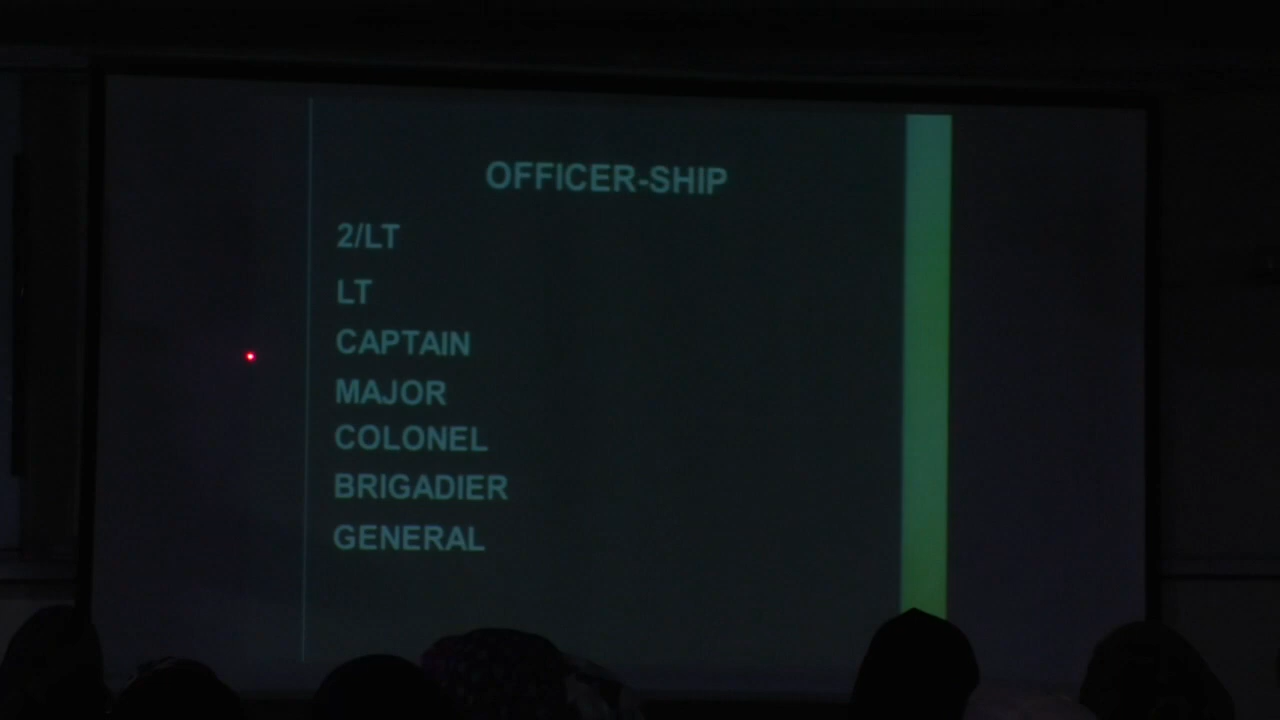 OFFICER-SHIP
2/LT
LT
CAPTAIN
MAJOR
COLONEL
BRIGADIER
GENERAL